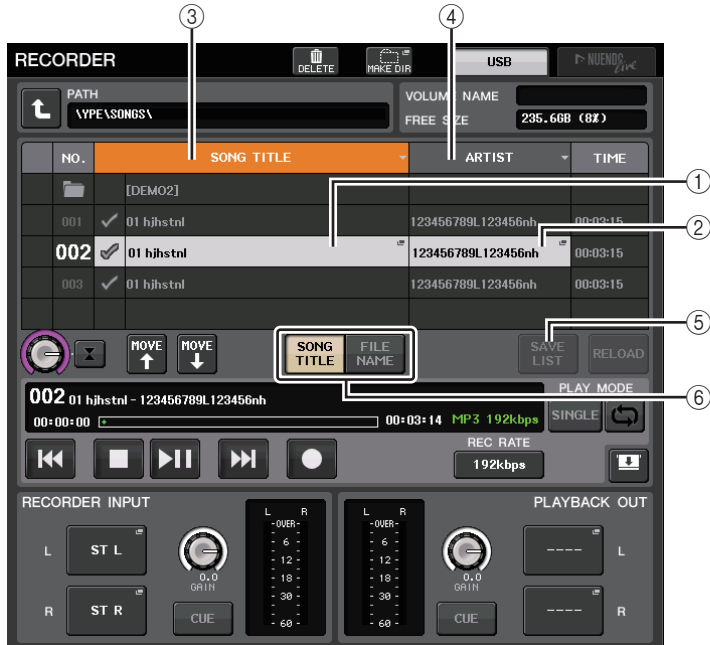 ③ ④
RECORDER
DELETE
MAKE DIR
USB
NUENDO live
PATH
\YPE\SONGS\
VOLUME NAME
FREE SIZE
235.6GB (8%)
NO. SONG TITLE ARTIST TIME
[DEMO2]
①
001 01 hjhstnl 123456789L123456nh 00:03:15
②
002 01 hjhstnl 123456789L123456nh 00:03:15
003 01 hjhstnl 123456789L123456nh 00:03:15
⑤
MOVE
MOVE
SONG TITLE
FILE NAME
SAVE LIST
RELOAD
⑥
002 01 hjhstnl - 123456789L123456nh
00:00:00
00:03:14 MP3 192kbps
PLAY MODE
SINGLE
REC RATE
192kbps
RECORDER INPUT
L ST L
R ST R
0.0
GAIN
CUE
L R
-OVER-
6
12
18
30
60
L R
-OVER-
6
12
18
30
60
0.0
GAIN
CUE
PLAYBACK OUT
---- L
---- R